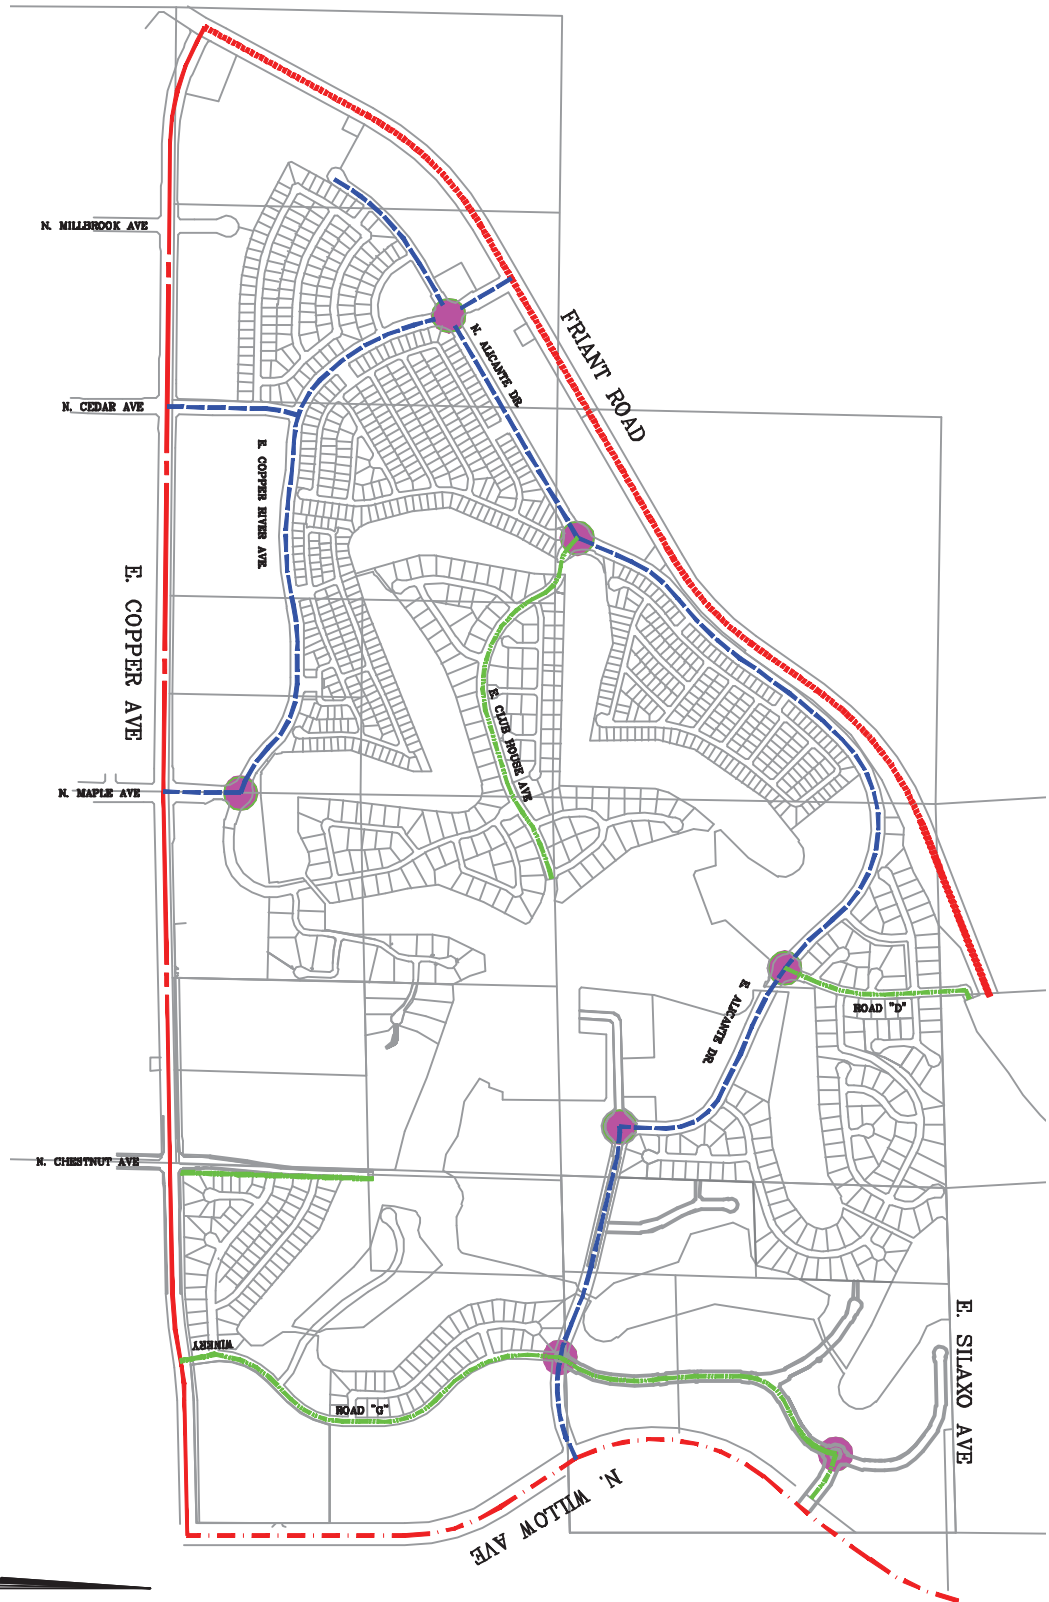 N. MILLBROOK AVE
FRIANT ROAD
N. ALICANTE DR.
N. CEDAR AVE
E. COPPER RIVER AVE.
E. COPPER AVE
E. CLUB HOUSE AVE
N. MAPLE AVE
E. ALICANTE DR.
ROAD "D"
N. CHESTNUT AVE
WINERY
E. SILAXO AVE
ROAD "G"
N. WILLOW AVE